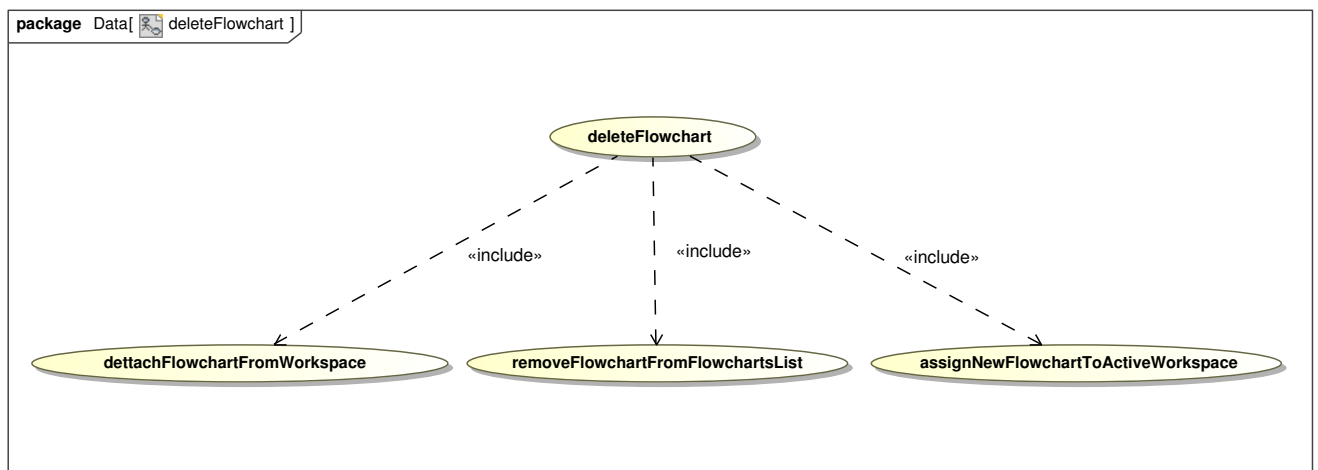 package Data[ deleteFlowchart ]
deleteFlowchart
«include» «include» «include»
dettachFlowchartFromWorkspace removeFlowchartFromFlowchartsList assignNewFlowchartToActiveWorkspace